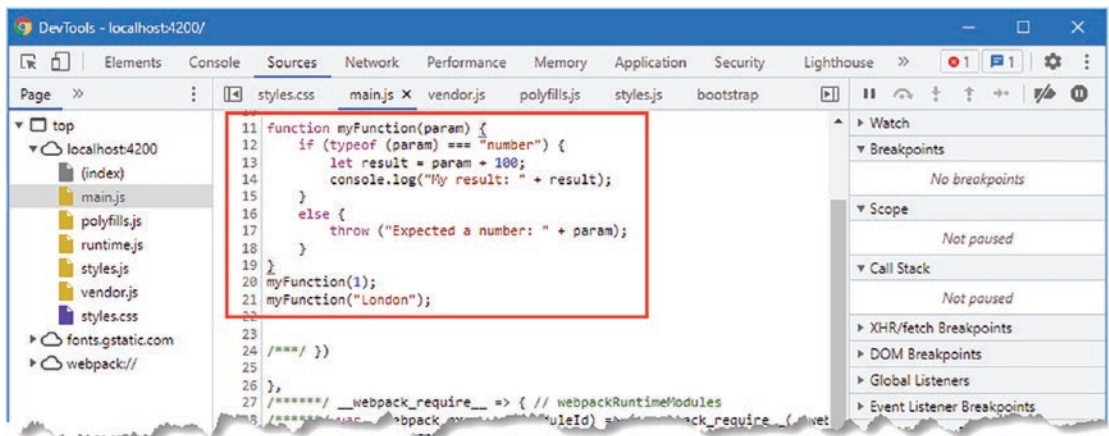 DevTools - localhost:4200/
Elements Console Sources Network Performance Memory Application Security Lighthouse » 1 1
Page »
styles.css main.js × vendor.js polyfills.js styles.js bootstrap
top
localhost:4200
(index)
main.js
polyfills.js
runtime.js
styles.js
vendor.js
styles.css
fonts.gstatic.com
webpack://
11 function myFunction(param) {
12 if (typeof (param) === "number") {
13 let result = param + 100;
14 console.log("My result: " + result);
15 }
16 else {
17 throw ("Expected a number: " + param);
18 }
19 }
20 myFunction(1);
21 myFunction("London");
22
23
24 /***/ })
25
26 },
27 /******/ __webpack_require__ => { // webpackRuntimeModules
Watch
Breakpoints
No breakpoints
Scope
Not paused
Call Stack
Not paused
XHR/fetch Breakpoints
DOM Breakpoints
Global Listeners
Event Listener Breakpoints